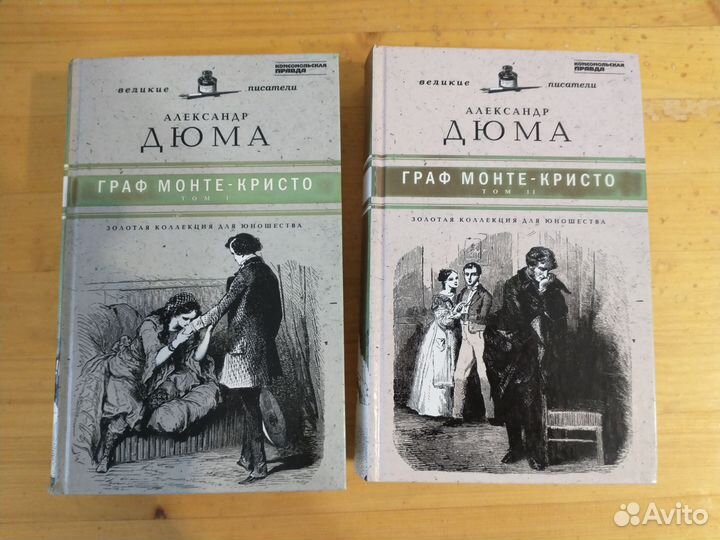 КОМСОМОЛЬСКАЯ
ПРАВДА
великие писатели
АЛЕКСАНДР
ДЮМА
ГРАФ МОНТЕ-КРИСТО
ТОМ I
ЗОЛОТАЯ КОЛЛЕКЦИЯ ДЛЯ ЮНОШЕСТВА
КОМСОМОЛЬСКАЯ
ПРАВДА
великие писатели
АЛЕКСАНДР
ДЮМА
ГРАФ МОНТЕ-КРИСТО
ТОМ II
ЗОЛОТАЯ КОЛЛЕКЦИЯ ДЛЯ ЮНОШЕСТВА
Avito